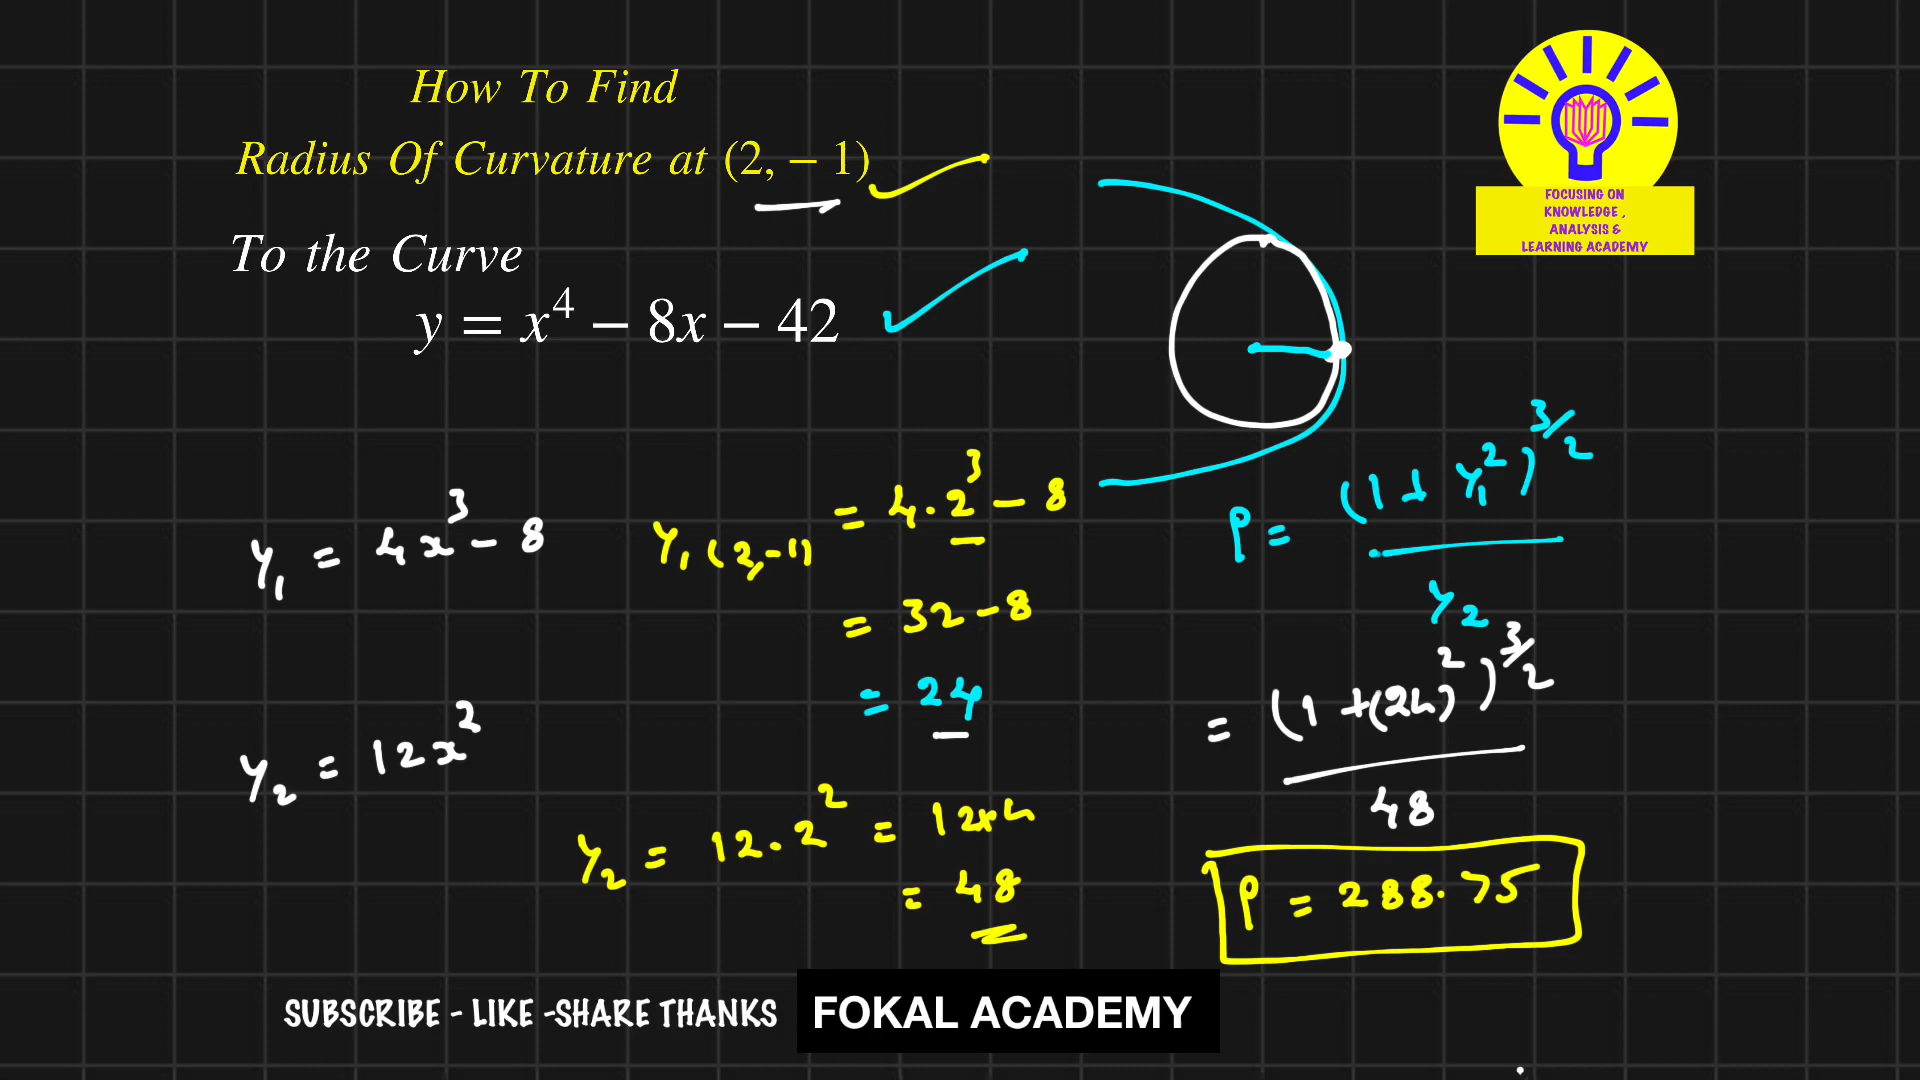 How To Find
Radius Of Curvature at (2, − 1)
To the Curve
y = x⁴ − 8x − 42
FOCUSING ON
KNOWLEDGE ,
ANALYSIS &
LEARNING ACADEMY
y₁ = 4x³ − 8
y₂ = 12x²
y₁ (2,−1) = 4·2³ − 8
= 32 − 8
= 24
y₂ = 12·2² = 12×4
= 48
ρ = (1 + y₁²)^3/2 / y₂
= (1 + (24)²)^3/2 / 48
ρ = 288.75
SUBSCRIBE - LIKE -SHARE THANKS
FOKAL ACADEMY